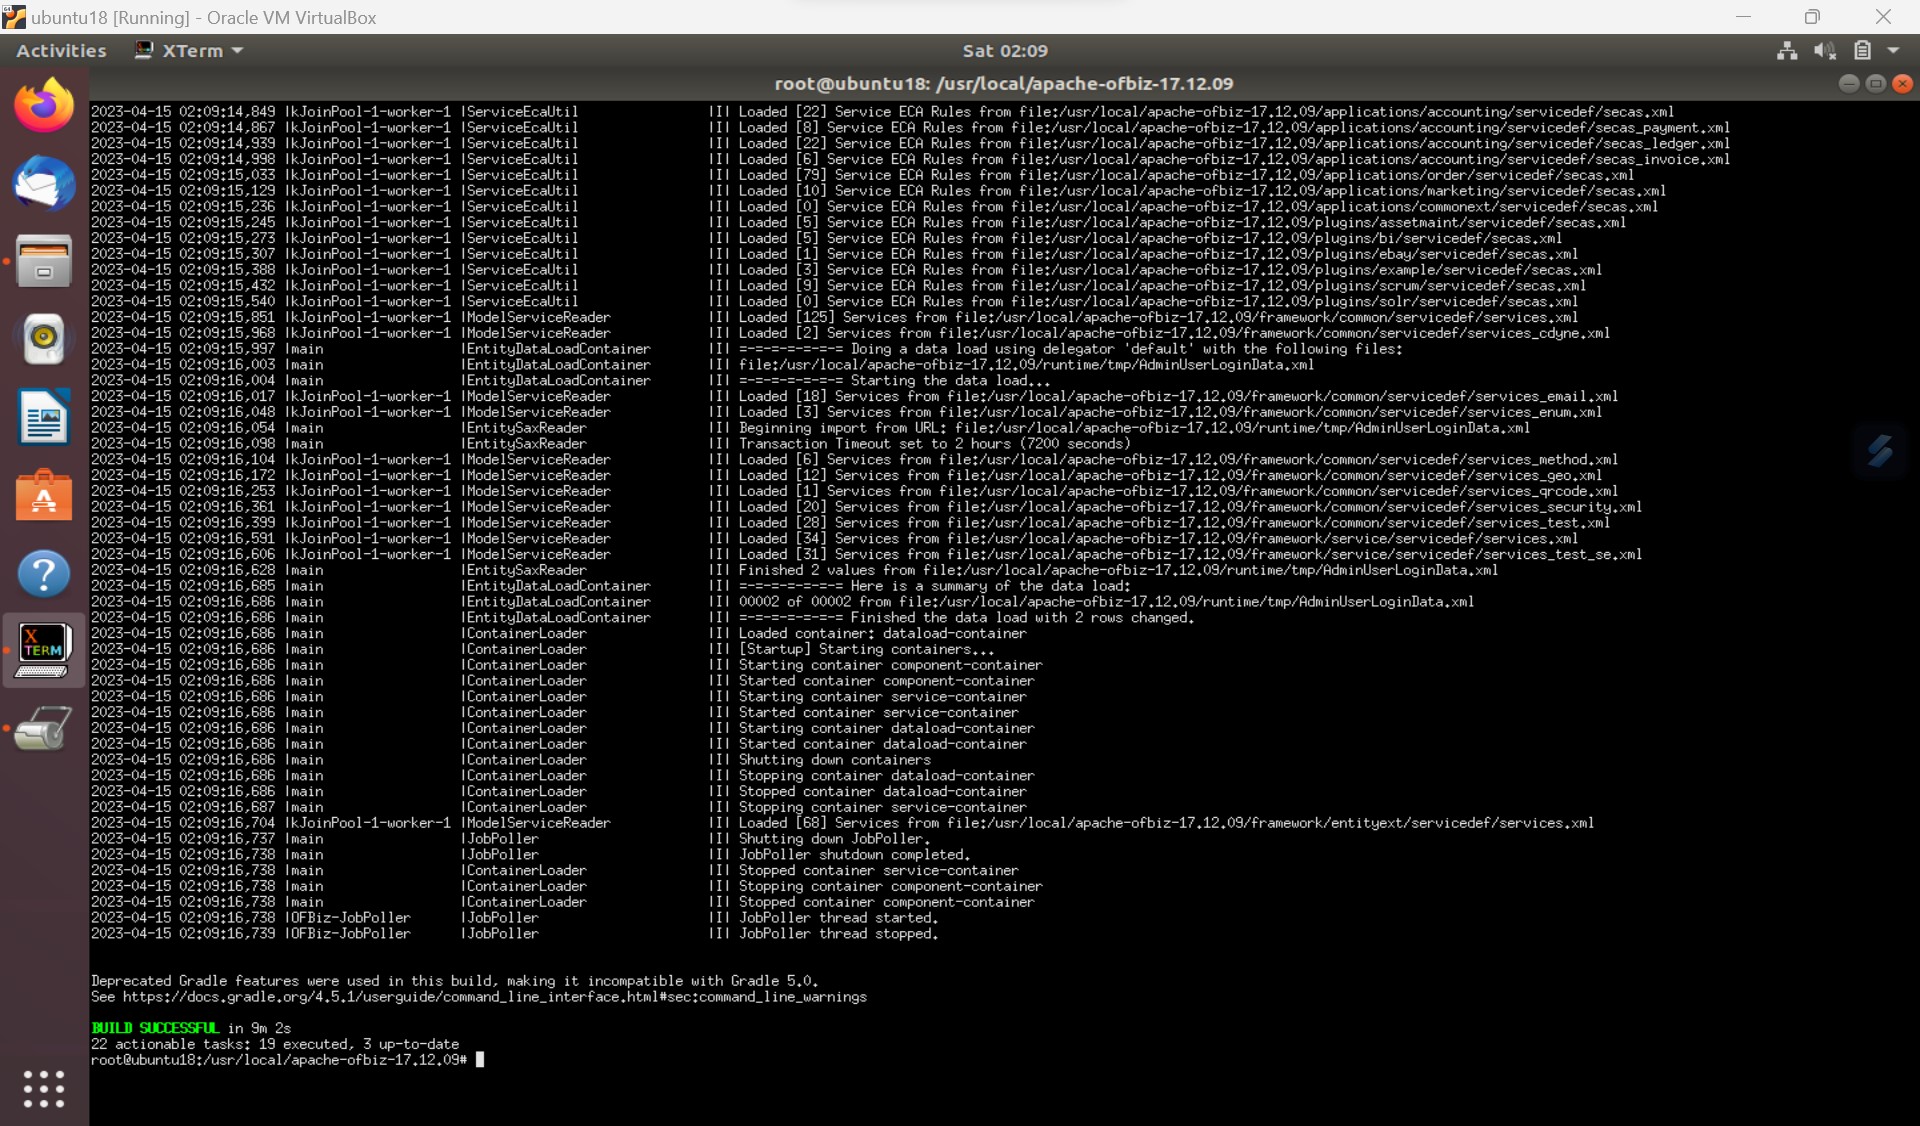 ubuntu18 [Running] - Oracle VM VirtualBox
Activities XTerm Sat 02:09
root@ubuntu18: /usr/local/apache-ofbiz-17.12.09
2023-04-15 02:09:14,849 |kJoinPool-1-worker-1 |ServiceEcaUtil |I| Loaded [22] Service ECA Rules from file:/usr/local/apache-ofbiz-17.12.09/applications/accounting/servicedef/secas.xml
2023-04-15 02:09:14,867 |kJoinPool-1-worker-1 |ServiceEcaUtil |I| Loaded [8] Service ECA Rules from file:/usr/local/apache-ofbiz-17.12.09/applications/accounting/servicedef/secas_payment.xml
2023-04-15 02:09:14,939 |kJoinPool-1-worker-1 |ServiceEcaUtil |I| Loaded [22] Service ECA Rules from file:/usr/local/apache-ofbiz-17.12.09/applications/accounting/servicedef/secas_ledger.xml
2023-04-15 02:09:14,998 |kJoinPool-1-worker-1 |ServiceEcaUtil |I| Loaded [6] Service ECA Rules from file:/usr/local/apache-ofbiz-17.12.09/applications/accounting/servicedef/secas_invoice.xml
2023-04-15 02:09:15,033 |kJoinPool-1-worker-1 |ServiceEcaUtil |I| Loaded [79] Service ECA Rules from file:/usr/local/apache-ofbiz-17.12.09/applications/order/servicedef/secas.xml
2023-04-15 02:09:15,129 |kJoinPool-1-worker-1 |ServiceEcaUtil |I| Loaded [10] Service ECA Rules from file:/usr/local/apache-ofbiz-17.12.09/applications/marketing/servicedef/secas.xml
2023-04-15 02:09:15,236 |kJoinPool-1-worker-1 |ServiceEcaUtil |I| Loaded [0] Service ECA Rules from file:/usr/local/apache-ofbiz-17.12.09/applications/commonext/servicedef/secas.xml
2023-04-15 02:09:15,245 |kJoinPool-1-worker-1 |ServiceEcaUtil |I| Loaded [5] Service ECA Rules from file:/usr/local/apache-ofbiz-17.12.09/plugins/assetmaint/servicedef/secas.xml
2023-04-15 02:09:15,273 |kJoinPool-1-worker-1 |ServiceEcaUtil |I| Loaded [5] Service ECA Rules from file:/usr/local/apache-ofbiz-17.12.09/plugins/bi/servicedef/secas.xml
2023-04-15 02:09:15,307 |kJoinPool-1-worker-1 |ServiceEcaUtil |I| Loaded [1] Service ECA Rules from file:/usr/local/apache-ofbiz-17.12.09/plugins/ebay/servicedef/secas.xml
2023-04-15 02:09:15,388 |kJoinPool-1-worker-1 |ServiceEcaUtil |I| Loaded [3] Service ECA Rules from file:/usr/local/apache-ofbiz-17.12.09/plugins/example/servicedef/secas.xml
2023-04-15 02:09:15,432 |kJoinPool-1-worker-1 |ServiceEcaUtil |I| Loaded [9] Service ECA Rules from file:/usr/local/apache-ofbiz-17.12.09/plugins/scrum/servicedef/secas.xml
2023-04-15 02:09:15,540 |kJoinPool-1-worker-1 |ServiceEcaUtil |I| Loaded [0] Service ECA Rules from file:/usr/local/apache-ofbiz-17.12.09/plugins/solr/servicedef/secas.xml
2023-04-15 02:09:15,851 |kJoinPool-1-worker-1 |ModelServiceReader |I| Loaded [125] Services from file:/usr/local/apache-ofbiz-17.12.09/framework/common/servicedef/services.xml
2023-04-15 02:09:15,968 |kJoinPool-1-worker-1 |ModelServiceReader |I| Loaded [2] Services from file:/usr/local/apache-ofbiz-17.12.09/framework/common/servicedef/services_cdyne.xml
2023-04-15 02:09:15,997 |main |EntityDataLoadContainer |I| =-=-=-=-=-=-= Doing a data load using delegator 'default' with the following files:
2023-04-15 02:09:16,003 |main |EntityDataLoadContainer |I| file:/usr/local/apache-ofbiz-17.12.09/runtime/tmp/AdminUserLoginData.xml
2023-04-15 02:09:16,004 |main |EntityDataLoadContainer |I| =-=-=-=-=-=-= Starting the data load...
2023-04-15 02:09:16,017 |kJoinPool-1-worker-1 |ModelServiceReader |I| Loaded [18] Services from file:/usr/local/apache-ofbiz-17.12.09/framework/common/servicedef/services_email.xml
2023-04-15 02:09:16,048 |kJoinPool-1-worker-1 |ModelServiceReader |I| Loaded [3] Services from file:/usr/local/apache-ofbiz-17.12.09/framework/common/servicedef/services_enum.xml
2023-04-15 02:09:16,054 |main |EntitySaxReader |I| Beginning import from URL: file:/usr/local/apache-ofbiz-17.12.09/runtime/tmp/AdminUserLoginData.xml
2023-04-15 02:09:16,098 |main |EntitySaxReader |I| Transaction Timeout set to 2 hours (7200 seconds)
2023-04-15 02:09:16,104 |kJoinPool-1-worker-1 |ModelServiceReader |I| Loaded [6] Services from file:/usr/local/apache-ofbiz-17.12.09/framework/common/servicedef/services_method.xml
2023-04-15 02:09:16,172 |kJoinPool-1-worker-1 |ModelServiceReader |I| Loaded [12] Services from file:/usr/local/apache-ofbiz-17.12.09/framework/common/servicedef/services_geo.xml
2023-04-15 02:09:16,253 |kJoinPool-1-worker-1 |ModelServiceReader |I| Loaded [1] Services from file:/usr/local/apache-ofbiz-17.12.09/framework/common/servicedef/services_qrcode.xml
2023-04-15 02:09:16,361 |kJoinPool-1-worker-1 |ModelServiceReader |I| Loaded [20] Services from file:/usr/local/apache-ofbiz-17.12.09/framework/common/servicedef/services_security.xml
2023-04-15 02:09:16,399 |kJoinPool-1-worker-1 |ModelServiceReader |I| Loaded [28] Services from file:/usr/local/apache-ofbiz-17.12.09/framework/common/servicedef/services_test.xml
2023-04-15 02:09:16,591 |kJoinPool-1-worker-1 |ModelServiceReader |I| Loaded [34] Services from file:/usr/local/apache-ofbiz-17.12.09/framework/service/servicedef/services.xml
2023-04-15 02:09:16,606 |kJoinPool-1-worker-1 |ModelServiceReader |I| Loaded [31] Services from file:/usr/local/apache-ofbiz-17.12.09/framework/service/servicedef/services_test_se.xml
2023-04-15 02:09:16,628 |main |EntitySaxReader |I| Finished 2 values from file:/usr/local/apache-ofbiz-17.12.09/runtime/tmp/AdminUserLoginData.xml
2023-04-15 02:09:16,685 |main |EntityDataLoadContainer |I| =-=-=-=-=-=-= Here is a summary of the data load:
2023-04-15 02:09:16,686 |main |EntityDataLoadContainer |I| 00002 of 00002 from file:/usr/local/apache-ofbiz-17.12.09/runtime/tmp/AdminUserLoginData.xml
2023-04-15 02:09:16,686 |main |EntityDataLoadContainer |I| =-=-=-=-=-=-= Finished the data load with 2 rows changed.
2023-04-15 02:09:16,686 |main |ContainerLoader |I| Loaded container: dataload-container
2023-04-15 02:09:16,686 |main |ContainerLoader |I| [Startup] Starting containers...
2023-04-15 02:09:16,686 |main |ContainerLoader |I| Starting container component-container
2023-04-15 02:09:16,686 |main |ContainerLoader |I| Started container component-container
2023-04-15 02:09:16,686 |main |ContainerLoader |I| Starting container service-container
2023-04-15 02:09:16,686 |main |ContainerLoader |I| Started container service-container
2023-04-15 02:09:16,686 |main |ContainerLoader |I| Starting container dataload-container
2023-04-15 02:09:16,686 |main |ContainerLoader |I| Started container dataload-container
2023-04-15 02:09:16,686 |main |ContainerLoader |I| Shutting down containers
2023-04-15 02:09:16,686 |main |ContainerLoader |I| Stopping container dataload-container
2023-04-15 02:09:16,686 |main |ContainerLoader |I| Stopped container dataload-container
2023-04-15 02:09:16,687 |main |ContainerLoader |I| Stopping container service-container
2023-04-15 02:09:16,704 |kJoinPool-1-worker-1 |ModelServiceReader |I| Loaded [68] Services from file:/usr/local/apache-ofbiz-17.12.09/framework/entityext/servicedef/services.xml
2023-04-15 02:09:16,737 |main |JobPoller |I| Shutting down JobPoller.
2023-04-15 02:09:16,738 |main |JobPoller |I| JobPoller shutdown completed.
2023-04-15 02:09:16,738 |main |ContainerLoader |I| Stopped container service-container
2023-04-15 02:09:16,738 |main |ContainerLoader |I| Stopping container component-container
2023-04-15 02:09:16,738 |main |ContainerLoader |I| Stopped container component-container
2023-04-15 02:09:16,738 |OFBiz-JobPoller |JobPoller |I| JobPoller thread started.
2023-04-15 02:09:16,739 |OFBiz-JobPoller |JobPoller |I| JobPoller thread stopped.
Deprecated Gradle features were used in this build, making it incompatible with Gradle 5.0.
See https://docs.gradle.org/4.5.1/userguide/command_line_interface.html#sec:command_line_warnings
BUILD SUCCESSFUL in 9m 2s
22 actionable tasks: 19 executed, 3 up-to-date
root@ubuntu18:/usr/local/apache-ofbiz-17.12.09#
X
TERM